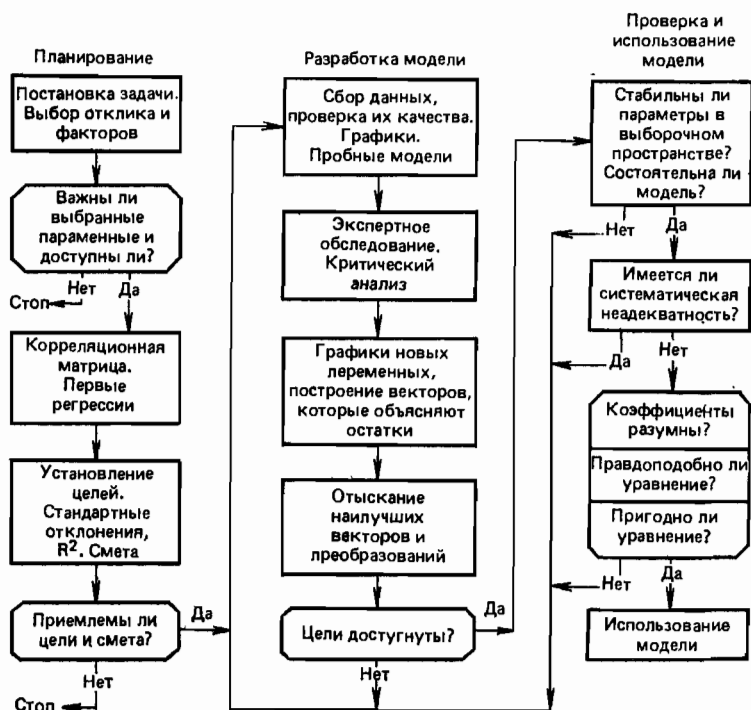 Планирование
Постановка задачи.
Выбор отклика и
факторов
Важны ли
выбранные
параменные и
доступны ли?
Нет
Да
Стоп
Корреляционная
матрица.
Первые
регрессии
Установление
целей.
Стандартные
отклонения,
R². Смета
Приемлемы ли
цели и смета?
Да
Нет
Стоп
Разработка модели
Сбор данных,
проверка их качества.
Графики.
Пробные модели
Экспертное
обследование.
Критический
анализ
Графики новых
леременных,
построение векторов,
которые объясняют
остатки
Отыскание
наилучших
векторов и
лреобразований
Цели достугнуты?
Да
Нет
Проверка и
использование
модели
Стабильны ли
параметры в
выборочном
пространстве?
Состоятельна ли
модель?
Нет
Да
Имеется ли
систематическая
неадекватность?
Да
Нет
Коэффициенты
разумны?
Правдоподобно ли
уравнение?
Пригодно ли
уравнение?
Нет
Да
Использование
модели